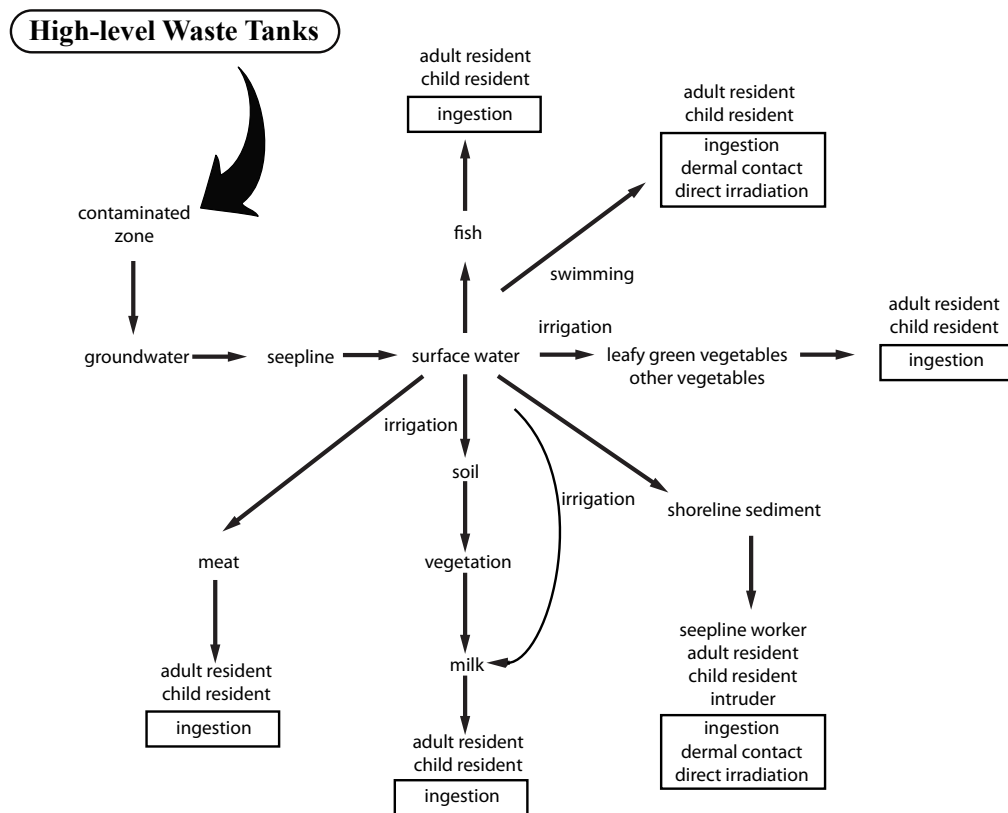 High-level Waste Tanks
adult resident
child resident
ingestion
adult resident
child resident
ingestion
dermal contact
direct irradiation
contaminated
zone
fish
swimming
adult resident
child resident
ingestion
groundwater
seepline
surface water
irrigation
leafy green vegetables
other vegetables
irrigation
soil
irrigation
shoreline sediment
meat
vegetation
milk
adult resident
child resident
ingestion
adult resident
child resident
ingestion
seepline worker
adult resident
child resident
intruder
ingestion
dermal contact
direct irradiation